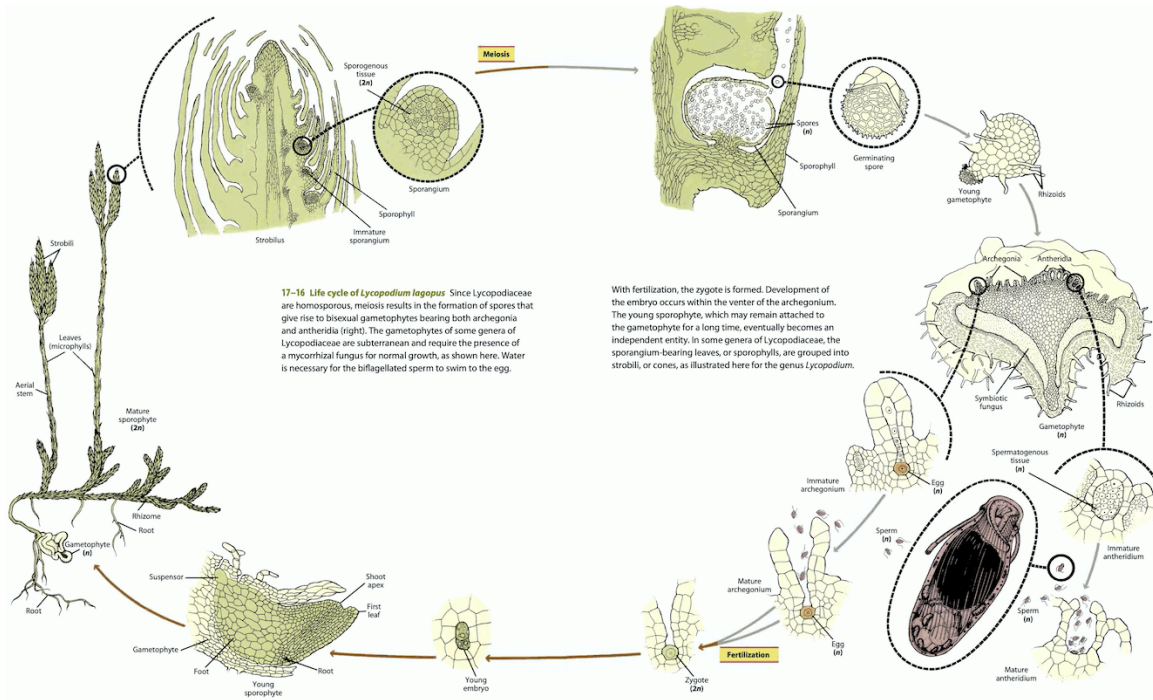 Meiosis
Sporogenous
tissue
(2n)
Sporangium
Sporophyll
Immature
sporangium
Strobilus
Spores
(n)
Sporophyll
Sporangium
Germinating
spore
Young
gametophyte
Rhizoids
Strobili
Leaves
(microphylls)
Aerial
stem
Mature
sporophyte
(2n)
Rhizome
Root
Gametophyte
(n)
Root
17–16 Life cycle of Lycopodium lagopus Since Lycopodiaceae
are homosporous, meiosis results in the formation of spores that
give rise to bisexual gametophytes bearing both archegonia
and antheridia (right). The gametophytes of some genera of
Lycopodiaceae are subterranean and require the presence of
a mycorrhizal fungus for normal growth, as shown here. Water
is necessary for the biflagellated sperm to swim to the egg.
With fertilization, the zygote is formed. Development of
the embryo occurs within the venter of the archegonium.
The young sporophyte, which may remain attached to
the gametophyte for a long time, eventually becomes an
independent entity. In some genera of Lycopodiaceae, the
sporangium-bearing leaves, or sporophylls, are grouped into
strobili, or cones, as illustrated here for the genus Lycopodium.
Archegonia
Antheridia
Symbiotic
fungus
Rhizoids
Gametophyte
(n)
Spermatogenous
tissue
(n)
Immature
archegonium
Egg
(n)
Sperm
(n)
Immature
antheridium
Mature
archegonium
Egg
(n)
Sperm
(n)
Mature
antheridium
Fertilization
Zygote
(2n)
Young
embryo
Suspensor
Shoot
apex
First
leaf
Gametophyte
Foot
Root
Young
sporophyte